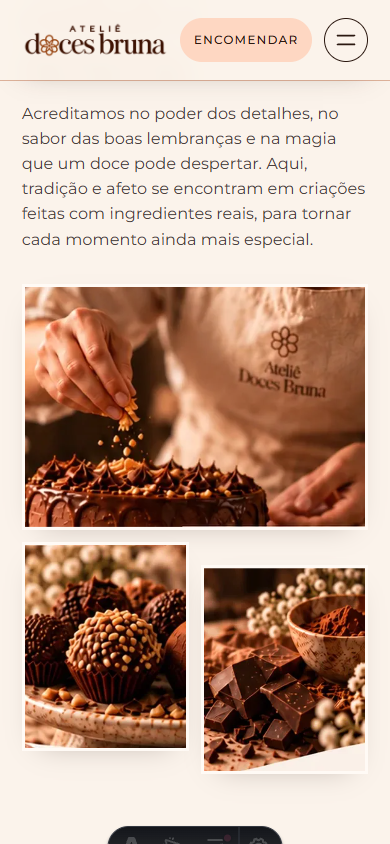 ATELIÊ
doces bruna
ENCOMENDAR
Acreditamos no poder dos detalhes, no
sabor das boas lembranças e na magia
que um doce pode despertar. Aqui,
tradição e afeto se encontram em criações
feitas com ingredientes reais, para tornar
cada momento ainda mais especial.
Ateliê
Doces Bruna